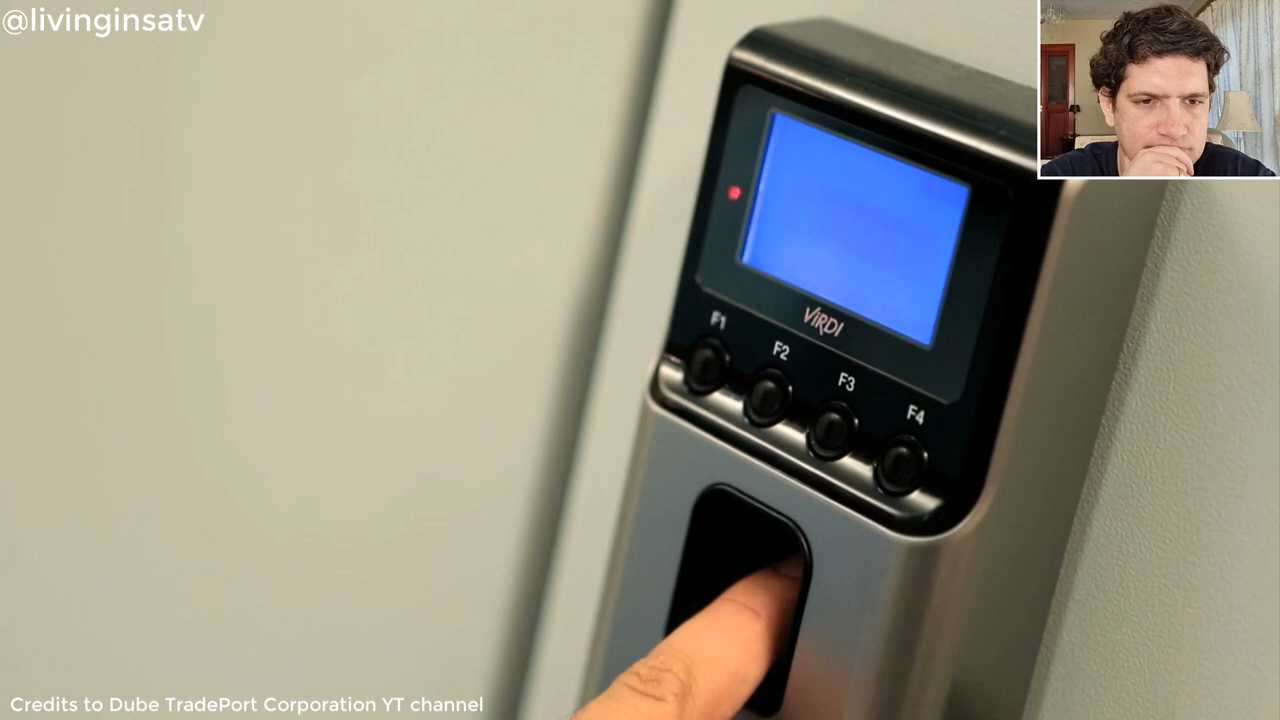 @livinginsatv
ViRDI
F1
F2
F3
F4
Credits to Dube TradePort Corporation YT channel